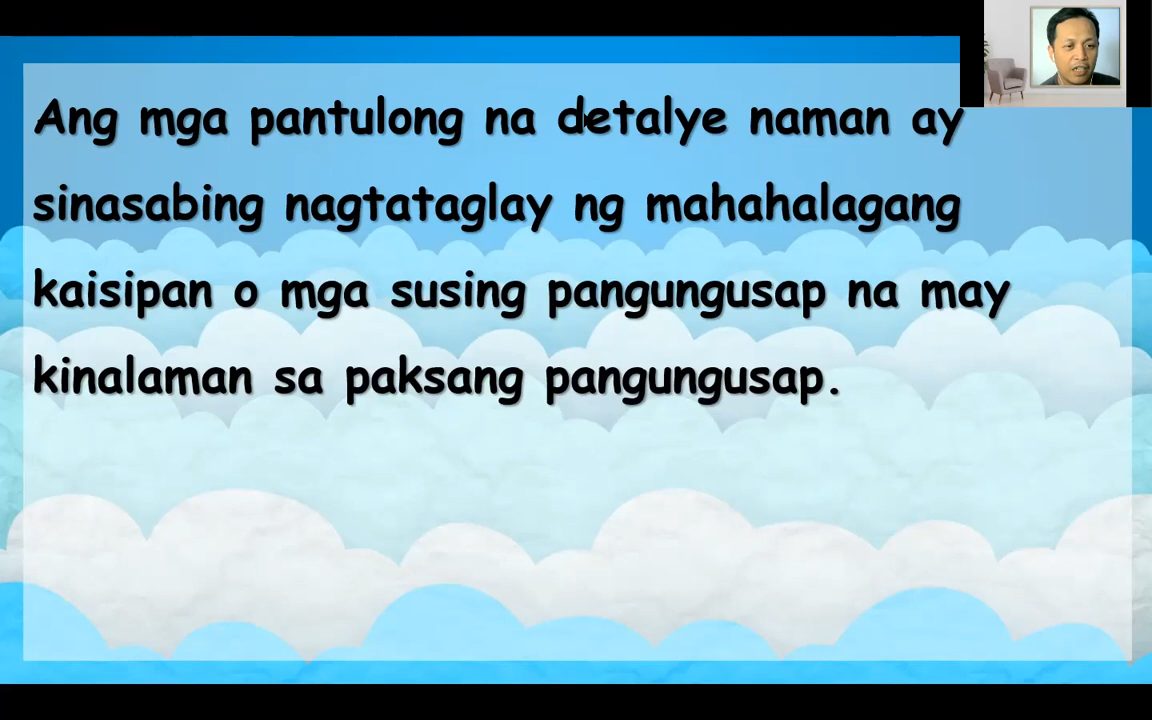 Ang mga pantulong na detalye naman ay
sinasabing nagtataglay ng mahahalagang
kaisipan o mga susing pangungusap na may
kinalaman sa paksang pangungusap.